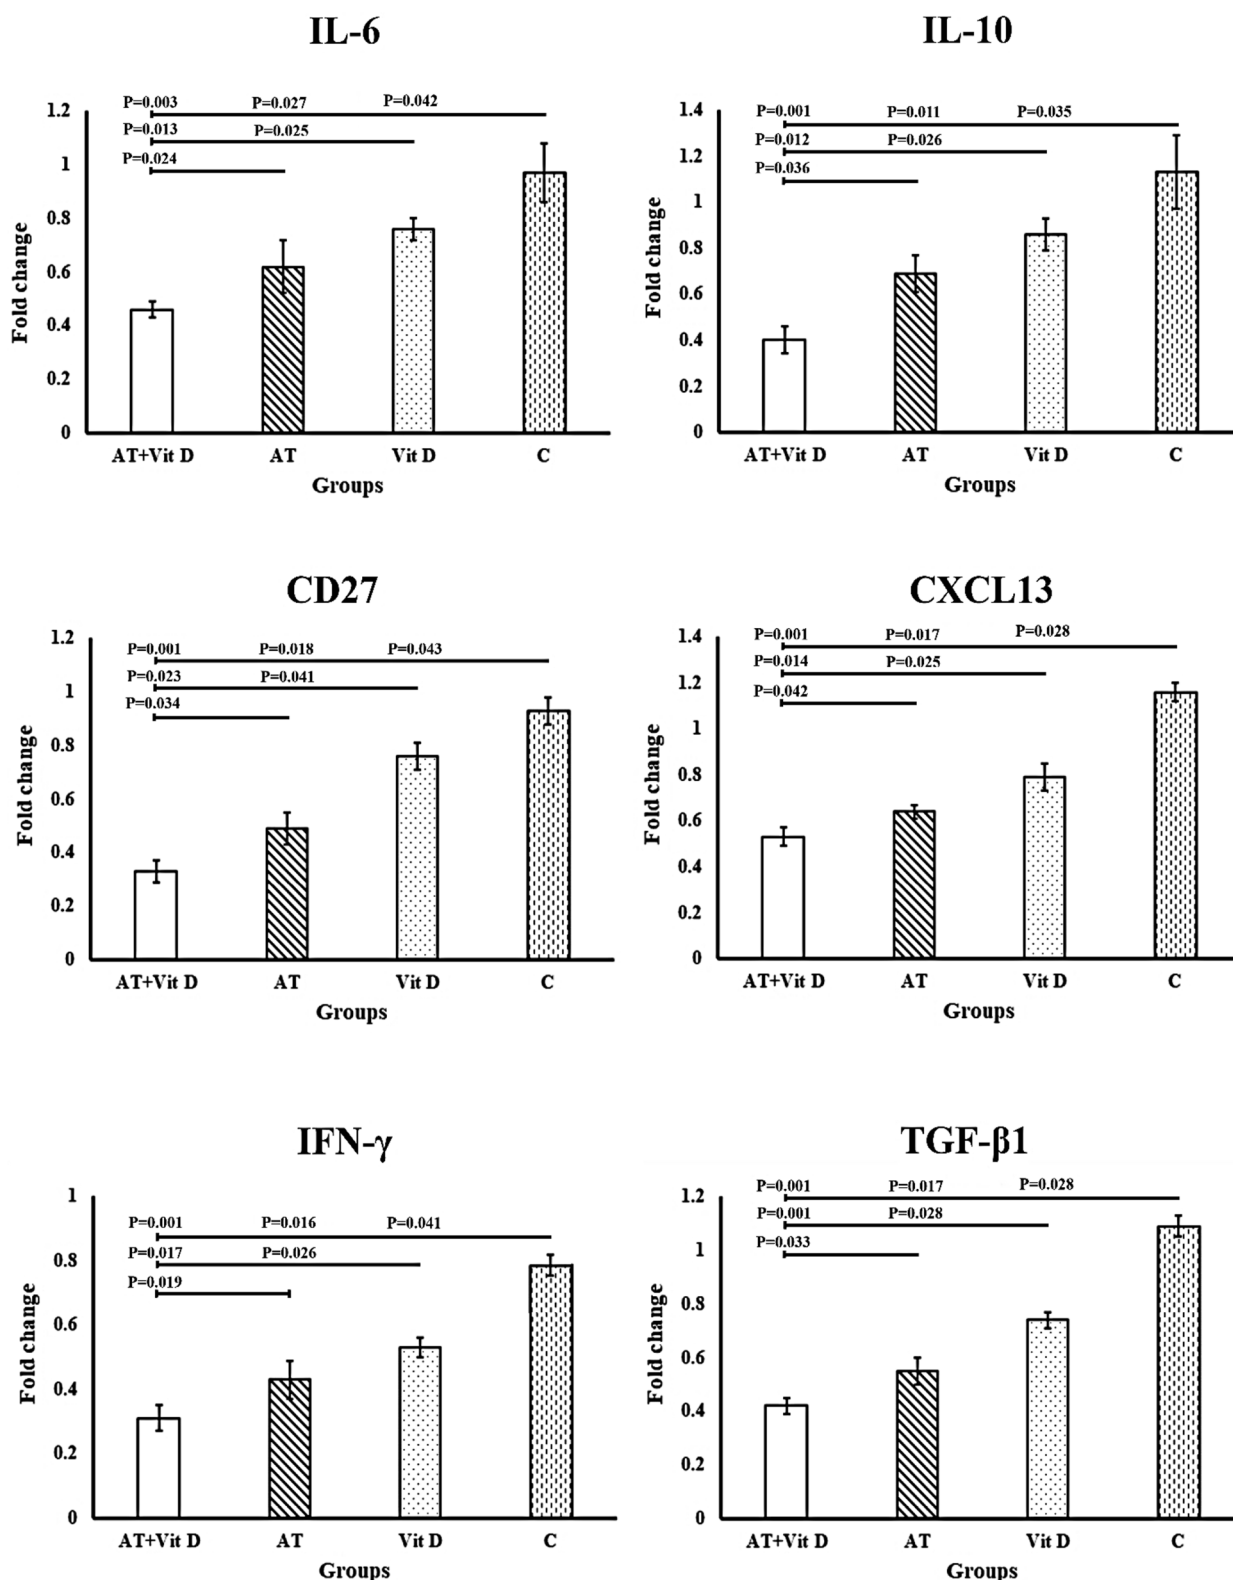 IL-6
P=0.003 P=0.027 P=0.042
P=0.013 P=0.025
P=0.024
1.2
1
0.8
0.6
0.4
0.2
0
Fold change
AT+Vit D AT Vit D C
Groups
IL-10
P=0.001 P=0.011 P=0.035
P=0.012 P=0.026
P=0.036
1.4
1.2
1
0.8
0.6
0.4
0.2
0
Fold change
AT+Vit D AT Vit D C
Groups
CD27
P=0.001 P=0.018 P=0.043
P=0.023 P=0.041
P=0.034
1.2
1
0.8
0.6
0.4
0.2
0
Fold change
AT+Vit D AT Vit D C
Groups
CXCL13
P=0.001 P=0.017 P=0.028
P=0.014 P=0.025
P=0.042
1.4
1.2
1
0.8
0.6
0.4
0.2
0
Fold change
AT+Vit D AT Vit D C
Groups
IFN-γ
P=0.001 P=0.016 P=0.041
P=0.017 P=0.026
P=0.019
1
0.8
0.6
0.4
0.2
0
Fold change
AT+Vit D AT Vit D C
Groups
TGF-β1
P=0.001 P=0.017 P=0.028
P=0.001 P=0.028
P=0.033
1.2
1
0.8
0.6
0.4
0.2
0
Fold change
AT+Vit D AT Vit D C
Groups